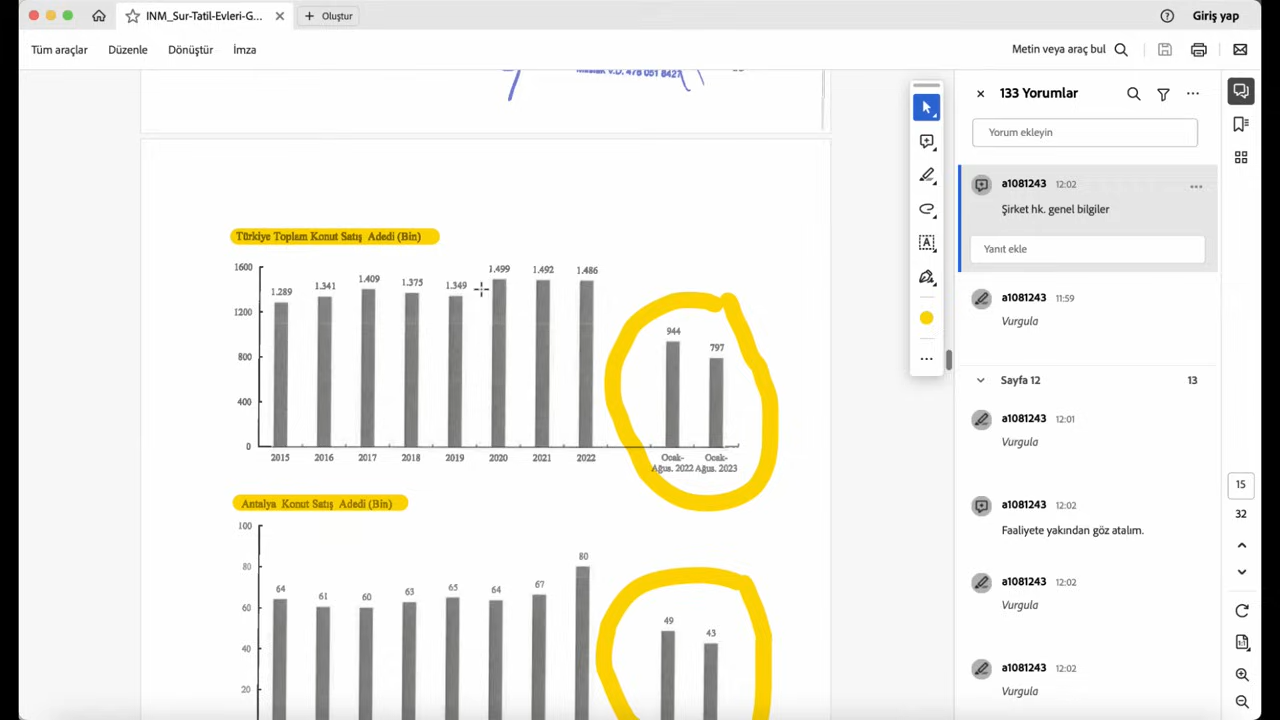 INM_Sur-Tatil-Evleri-G...
Oluştur
Giriş yap
Tüm araçlar Düzenle Dönüştür İmza
Metin veya araç bul
V.D. 478 051 8427
Türkiye Toplam Konut Satış Adedi (Bin)
1600
1200
800
400
0
1.289 1.341 1.409 1.375 1.349 1.499 1.492 1.486 944 797
2015 2016 2017 2018 2019 2020 2021 2022 Ocak- Ocak-
Ağus. 2022 Ağus. 2023
Antalya Konut Satış Adedi (Bin)
100
80
60
40
20
64 61 60 63 65 64 67 80 49 43
133 Yorumlar
Yorum ekleyin
a1081243 12:02
Şirket hk. genel bilgiler
Yanıt ekle
a1081243 11:59
Vurgula
Sayfa 12 13
a1081243 12:01
Vurgula
a1081243 12:02
Faaliyete yakından göz atalım.
a1081243 12:02
Vurgula
a1081243 12:02
Vurgula
15
32